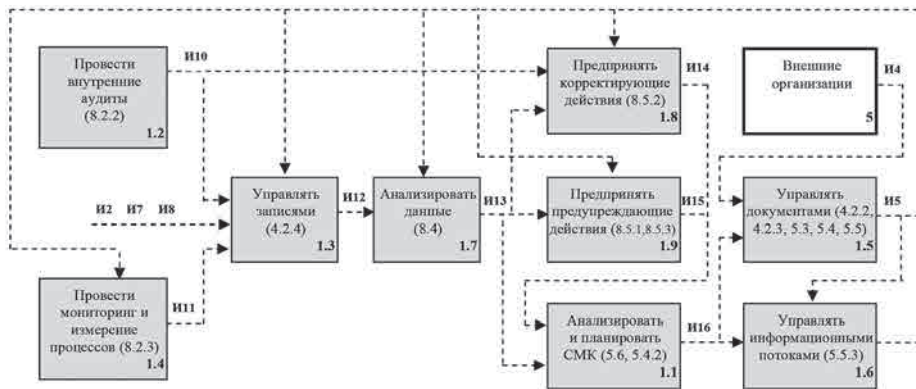 И10
Провести
внутренние
аудиты
(8.2.2)
1.2
Предпринять
корректирующие
действия
(8.5.2)
1.8
И14
Внешние
организации
5
И4
И2 И7 И8
Управлять
записями
(4.2.4)
1.3
И12
Анализировать
данные
(8.4)
1.7
И13
Предпринять
предупреждающие
действия (8.5.1,8.5.3)
1.9
И15
Управлять
документами (4.2.2,
4.2.3, 5.3, 5.4, 5.5)
1.5
И5
Провести
мониторинг и
измерение
процессов (8.2.3)
1.4
И11
Анализировать
и планировать
СМК (5.6, 5.4.2)
1.1
И16
Управлять
информационными
потоками (5.5.3)
1.6